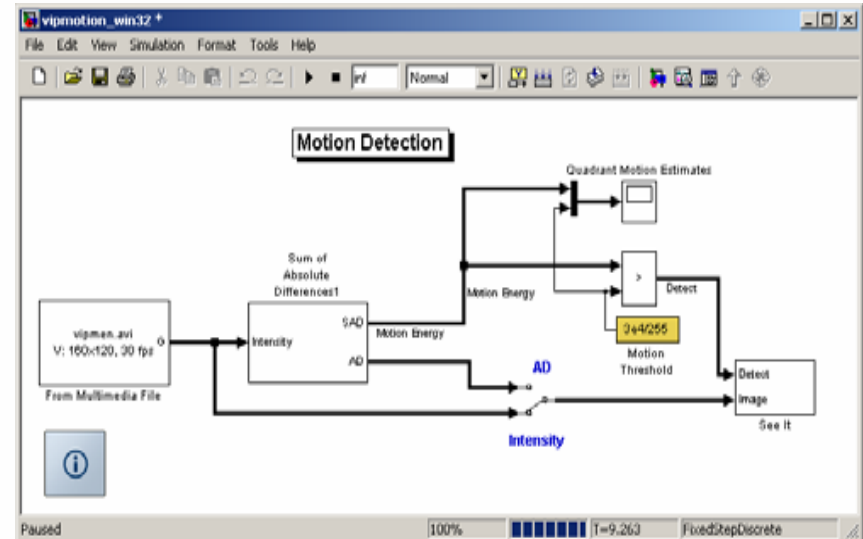 vipmotion_win32 *
File Edit View Simulation Format Tools Help
inf
Normal
Motion Detection
Quadrant Motion Estimates
Sum of
Absolute
Differences1
>
Motion Energy
Detect
vipmen.avi
V: 160x120, 30 fps
Intensity
SAD
Motion Energy
3e4/255
AD
Motion
Threshold
From Multimedia File
AD
Detect
Image
See It
Intensity
Paused
100%
T=9.263
FixedStepDiscrete